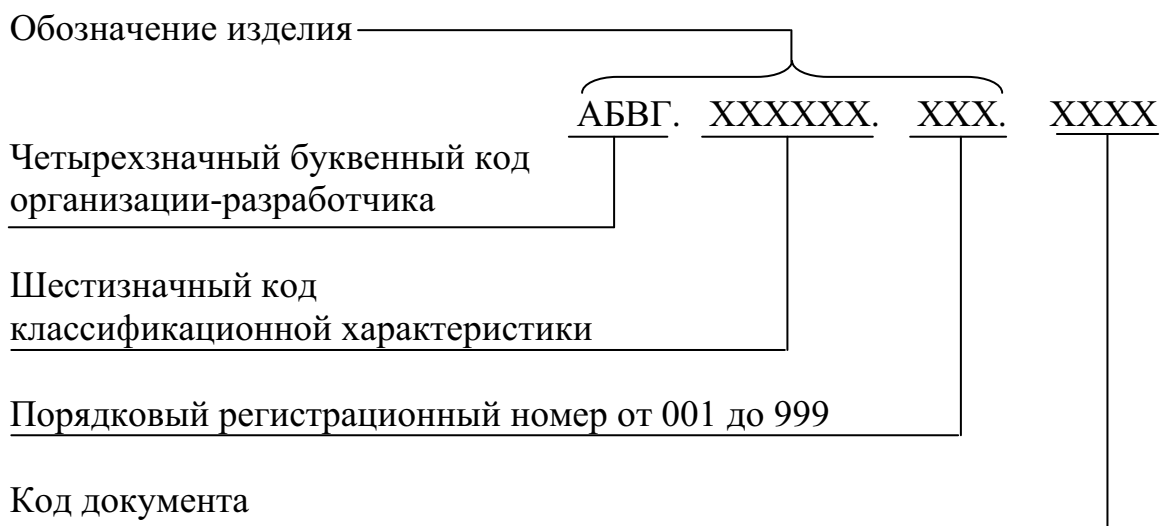 Обозначение изделия
АБВГ. ХХХХХХ. ХХХ. ХХХХ
Четырехзначный буквенный код
организации-разработчика
Шестизначный код
классификационной характеристики
Порядковый регистрационный номер от 001 до 999
Код документа